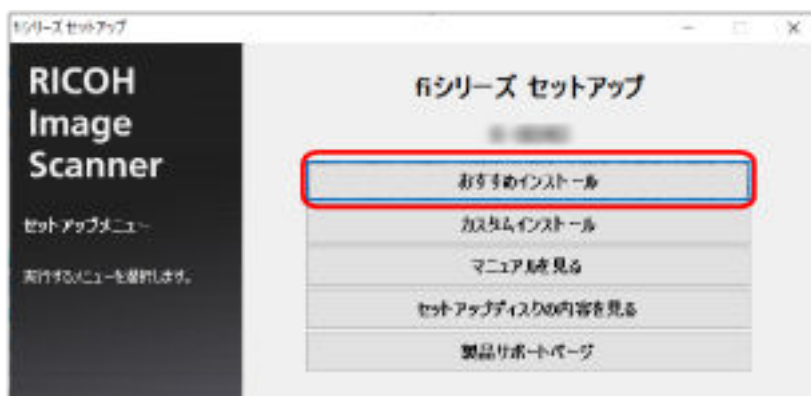 fiシリーズ セットアップ
RICOH
Image
Scanner
セットアップメニュー
実行するメニューを選択します。
fiシリーズ セットアップ
おすすめインストール
カスタムインストール
マニュアルを見る
セットアップディスクの内容を見る
製品サポートページ